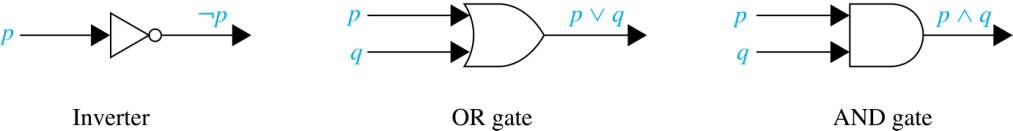 p
¬p
Inverter
p
q
p ∨ q
OR gate
p
q
p ∧ q
AND gate